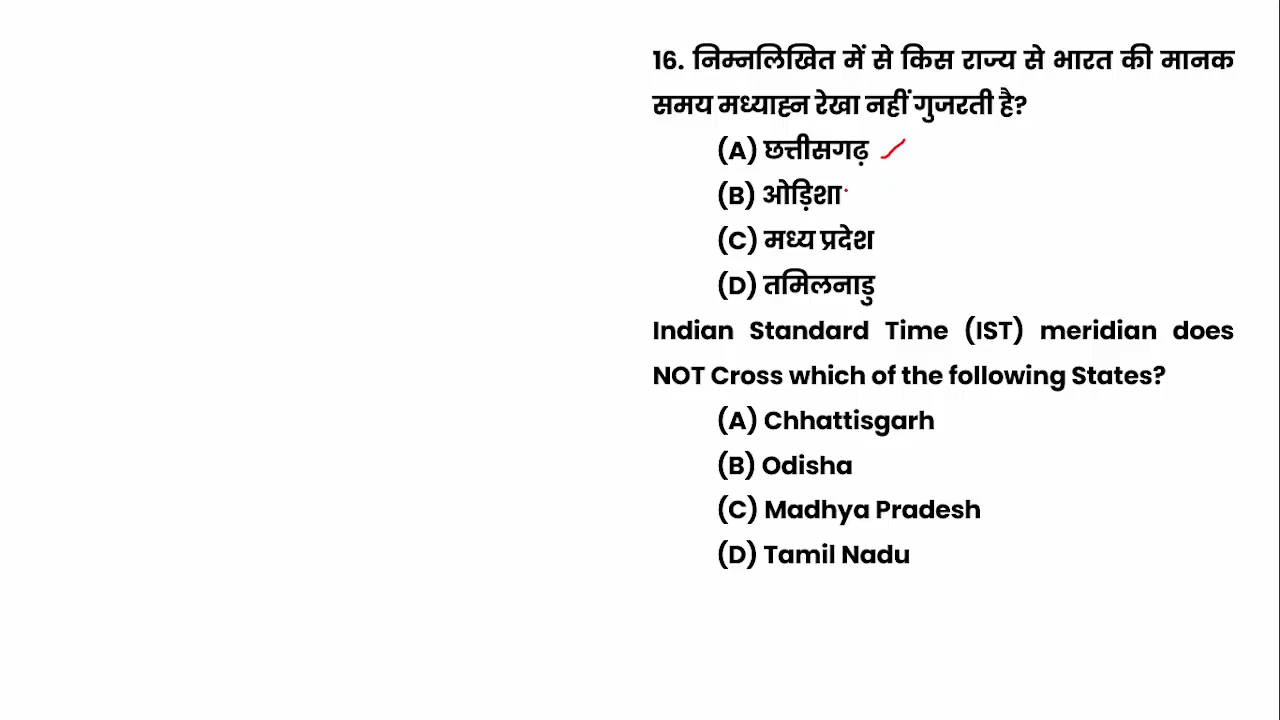 16. निम्नलिखित में से किस राज्य से भारत की मानक
समय मध्याह्न रेखा नहीं गुजरती है?
(A) छत्तीसगढ़
(B) ओड़िशा
(C) मध्य प्रदेश
(D) तमिलनाडु
Indian Standard Time (IST) meridian does
NOT Cross which of the following States?
(A) Chhattisgarh
(B) Odisha
(C) Madhya Pradesh
(D) Tamil Nadu